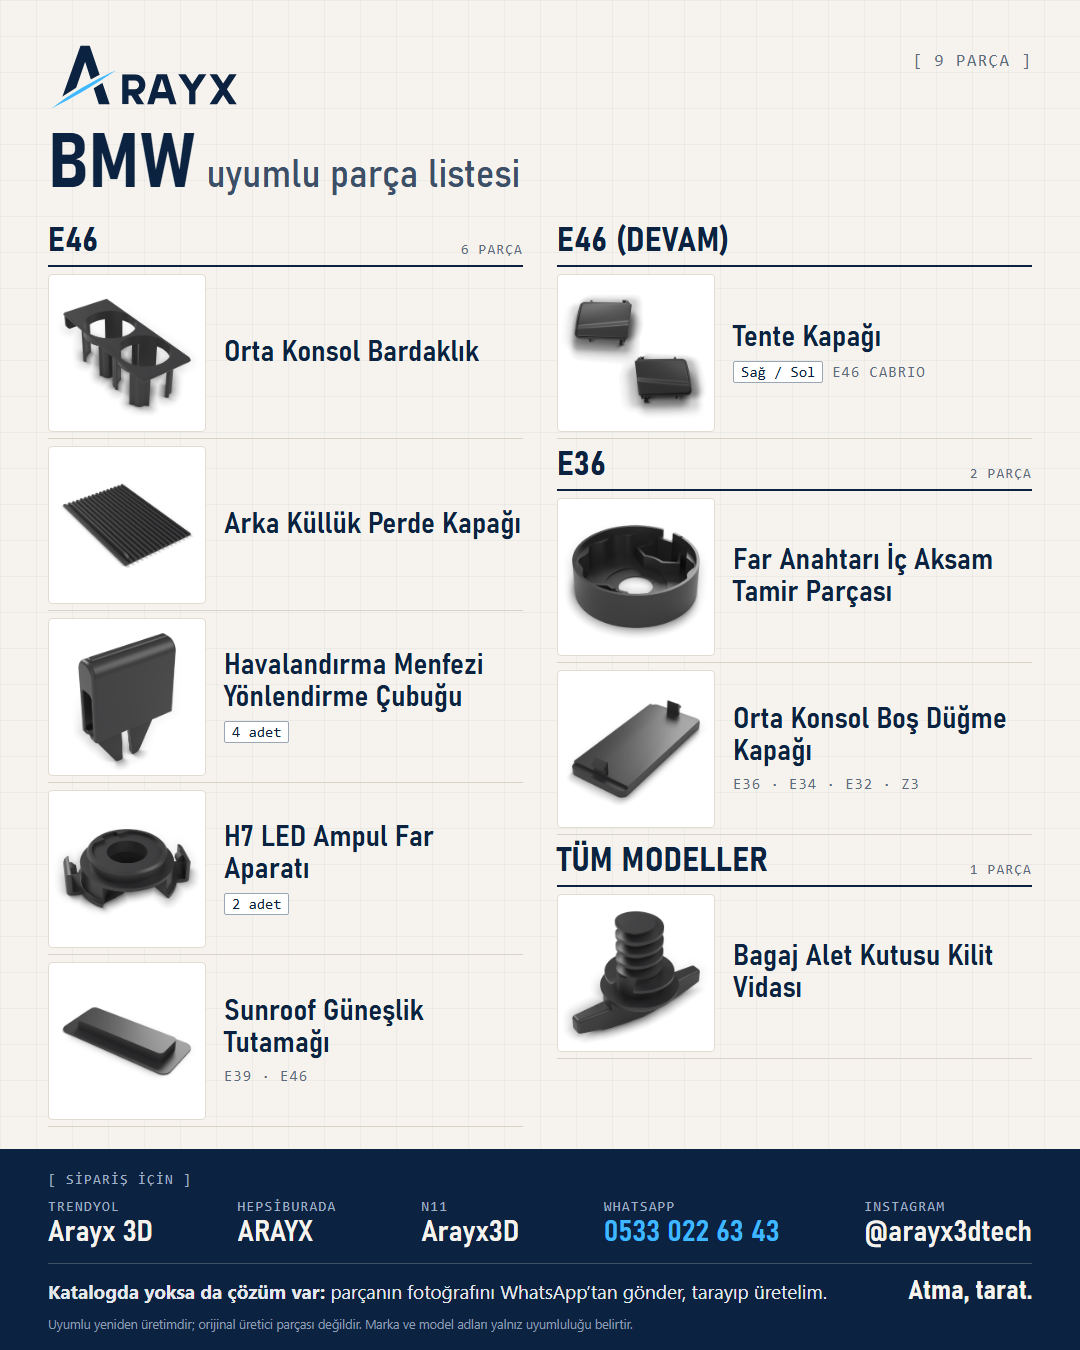 ARAYX
[ 9 PARÇA ]
BMW uyumlu parça listesi
E46
6 PARÇA
Orta Konsol Bardaklık
Arka Küllük Perde Kapağı
Havalandırma Menfezi
Yönlendirme Çubuğu
4 adet
H7 LED Ampul Far
Aparatı
2 adet
Sunroof Güneşlik
Tutamağı
E39 · E46
E46 (DEVAM)
Tente Kapağı
Sağ / Sol E46 CABRIO
E36
2 PARÇA
Far Anahtarı İç Aksam
Tamir Parçası
Orta Konsol Boş Düğme
Kapağı
E36 · E34 · E32 · Z3
TÜM MODELLER
1 PARÇA
Bagaj Alet Kutusu Kilit
Vidası
[ SİPARİŞ İÇİN ]
TRENDYOL
Arayx 3D
HEPSİBURADA
ARAYX
N11
Arayx3D
WHATSAPP
0533 022 63 43
INSTAGRAM
@arayx3dtech
Katalogda yoksa da çözüm var: parçanın fotoğrafını WhatsApp'tan gönder, tarayıp üretelim.
Atma, tarat.
Uyumlu yeniden üretimdir; orijinal üretici parçası değildir. Marka ve model adları yalnız uyumluluğu belirtir.